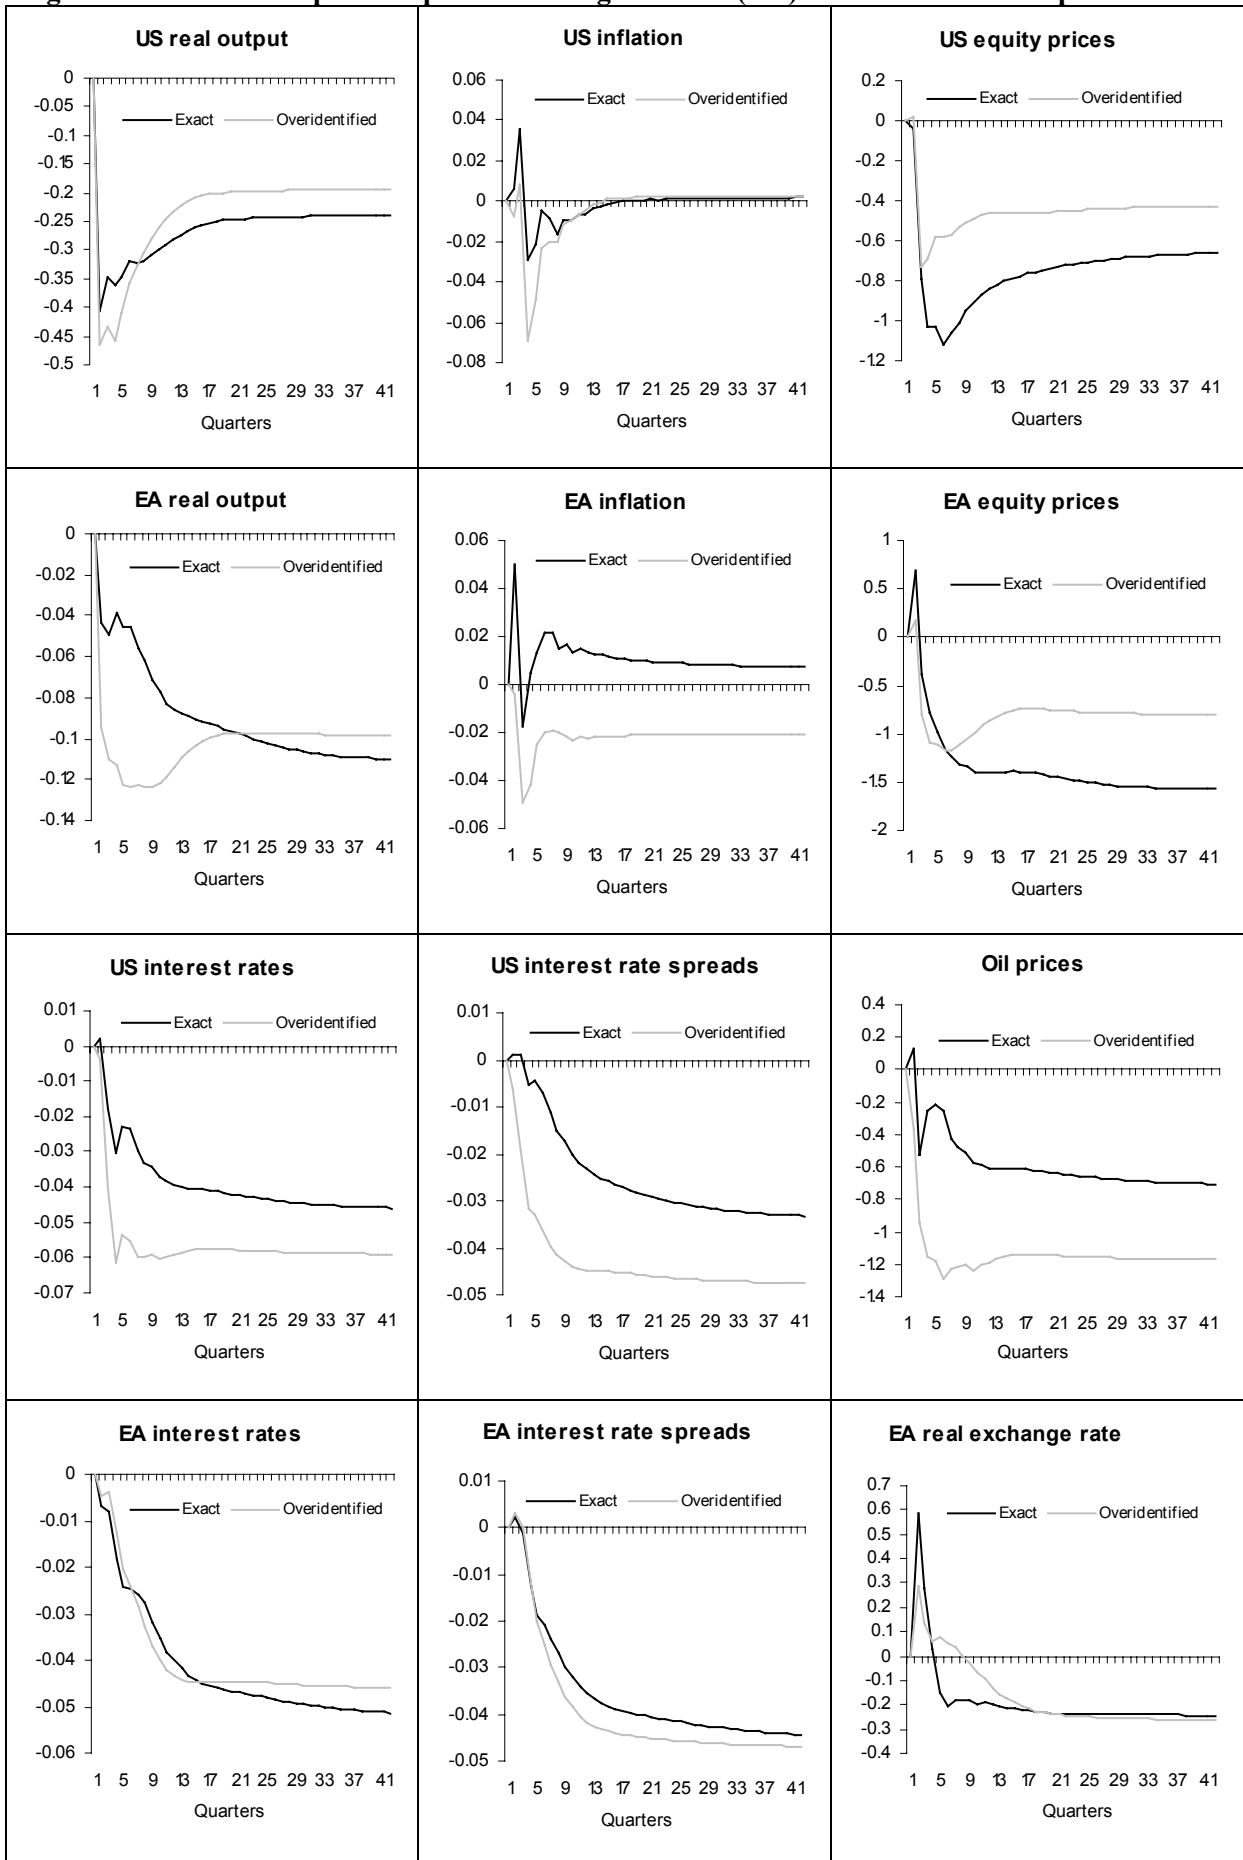 US real output
0
-0.05
-0.1
-0.15
-0.2
-0.25
-0.3
-0.35
-0.4
-0.45
-0.5
Exact Overidentified
1 5 9 13 17 21 25 29 33 37 41
Quarters
US inflation
0.06
0.04
0.02
0
-0.02
-0.04
-0.06
-0.08
Exact Overidentified
1 5 9 13 17 21 25 29 33 37 41
Quarters
US equity prices
0.2
0
-0.2
-0.4
-0.6
-0.8
-1
-1.2
Exact Overidentified
1 5 9 13 17 21 25 29 33 37 41
Quarters
EA real output
0
-0.02
-0.04
-0.06
-0.08
-0.1
-0.12
-0.14
Exact Overidentified
1 5 9 13 17 21 25 29 33 37 41
Quarters
EA inflation
0.06
0.04
0.02
0
-0.02
-0.04
-0.06
Exact Overidentified
1 5 9 13 17 21 25 29 33 37 41
Quarters
EA equity prices
1
0.5
0
-0.5
-1
-1.5
-2
Exact Overidentified
1 5 9 13 17 21 25 29 33 37 41
Quarters
US interest rates
0.01
0
-0.01
-0.02
-0.03
-0.04
-0.05
-0.06
-0.07
Exact Overidentified
1 5 9 13 17 21 25 29 33 37 41
Quarters
US interest rate spreads
0.01
0
-0.01
-0.02
-0.03
-0.04
-0.05
Exact Overidentified
1 5 9 13 17 21 25 29 33 37 41
Quarters
Oil prices
0.4
0.2
0
-0.2
-0.4
-0.6
-0.8
-1
-1.2
-1.4
Exact Overidentified
1 5 9 13 17 21 25 29 33 37 41
Quarters
EA interest rates
0
-0.01
-0.02
-0.03
-0.04
-0.05
-0.06
Exact Overidentified
1 5 9 13 17 21 25 29 33 37 41
Quarters
EA interest rate spreads
0.01
0
-0.01
-0.02
-0.03
-0.04
-0.05
Exact Overidentified
1 5 9 13 17 21 25 29 33 37 41
Quarters
EA real exchange rate
0.7
0.6
0.5
0.4
0.3
0.2
0.1
0
-0.1
-0.2
-0.3
-0.4
Exact Overidentified
1 5 9 13 17 21 25 29 33 37 41
Quarters